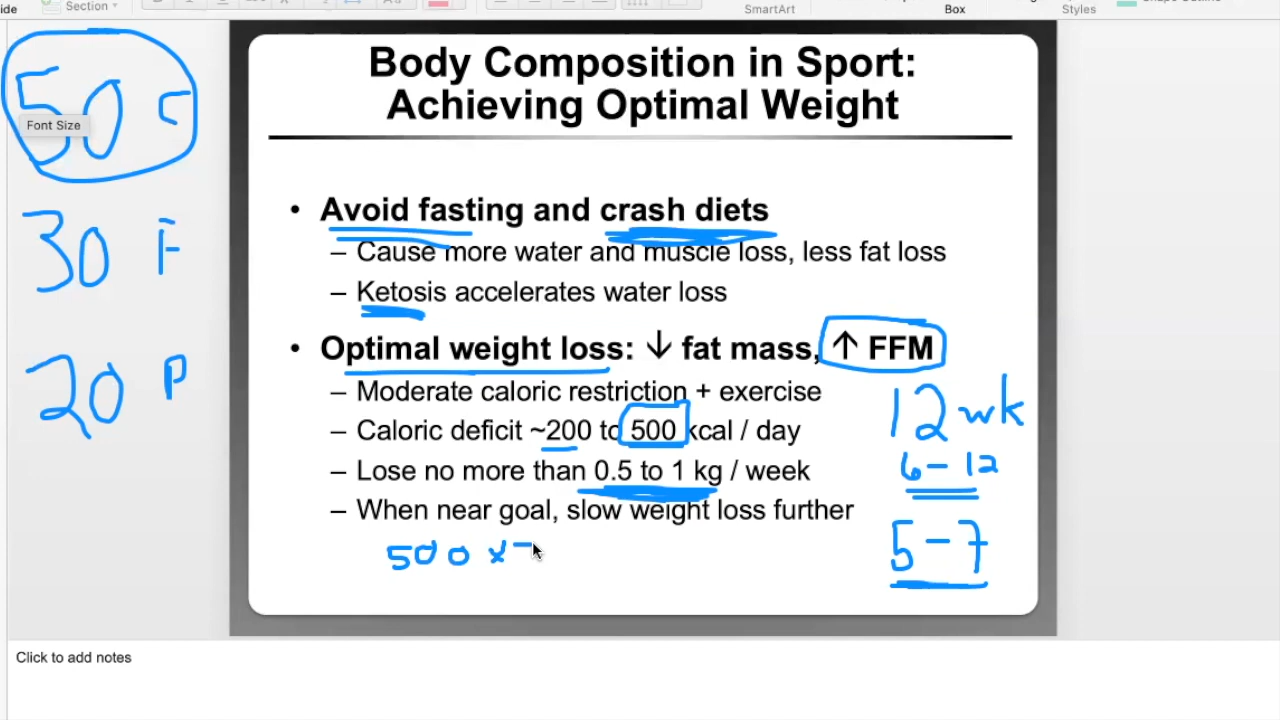 Section
SmartArt
Box
Styles
Body Composition in Sport:
Achieving Optimal Weight
50 C
Font Size
• Avoid fasting and crash diets
– Cause more water and muscle loss, less fat loss
30 F
– Ketosis accelerates water loss
• Optimal weight loss: ↓ fat mass, ↑ FFM
20 P
– Moderate caloric restriction + exercise
12 wk
– Caloric deficit ~200 to 500 kcal / day
6 – 12
– Lose no more than 0.5 to 1 kg / week
– When near goal, slow weight loss further
5 – 7
500 x
Click to add notes